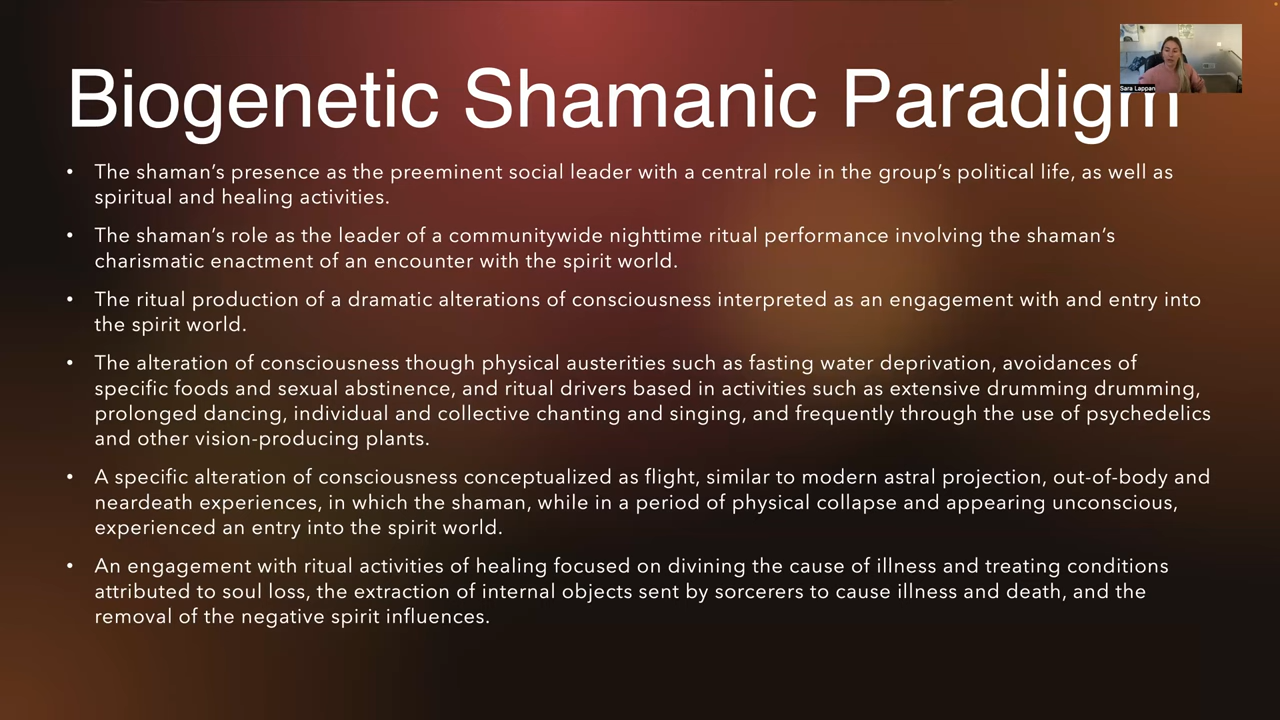 Biogenetic Shamanic Paradigm
Sara Lappan
• The shaman's presence as the preeminent social leader with a central role in the group's political life, as well as
spiritual and healing activities.
• The shaman's role as the leader of a communitywide nighttime ritual performance involving the shaman's
charismatic enactment of an encounter with the spirit world.
• The ritual production of a dramatic alterations of consciousness interpreted as an engagement with and entry into
the spirit world.
• The alteration of consciousness though physical austerities such as fasting water deprivation, avoidances of
specific foods and sexual abstinence, and ritual drivers based in activities such as extensive drumming drumming,
prolonged dancing, individual and collective chanting and singing, and frequently through the use of psychedelics
and other vision-producing plants.
• A specific alteration of consciousness conceptualized as flight, similar to modern astral projection, out-of-body and
neardeath experiences, in which the shaman, while in a period of physical collapse and appearing unconscious,
experienced an entry into the spirit world.
• An engagement with ritual activities of healing focused on divining the cause of illness and treating conditions
attributed to soul loss, the extraction of internal objects sent by sorcerers to cause illness and death, and the
removal of the negative spirit influences.